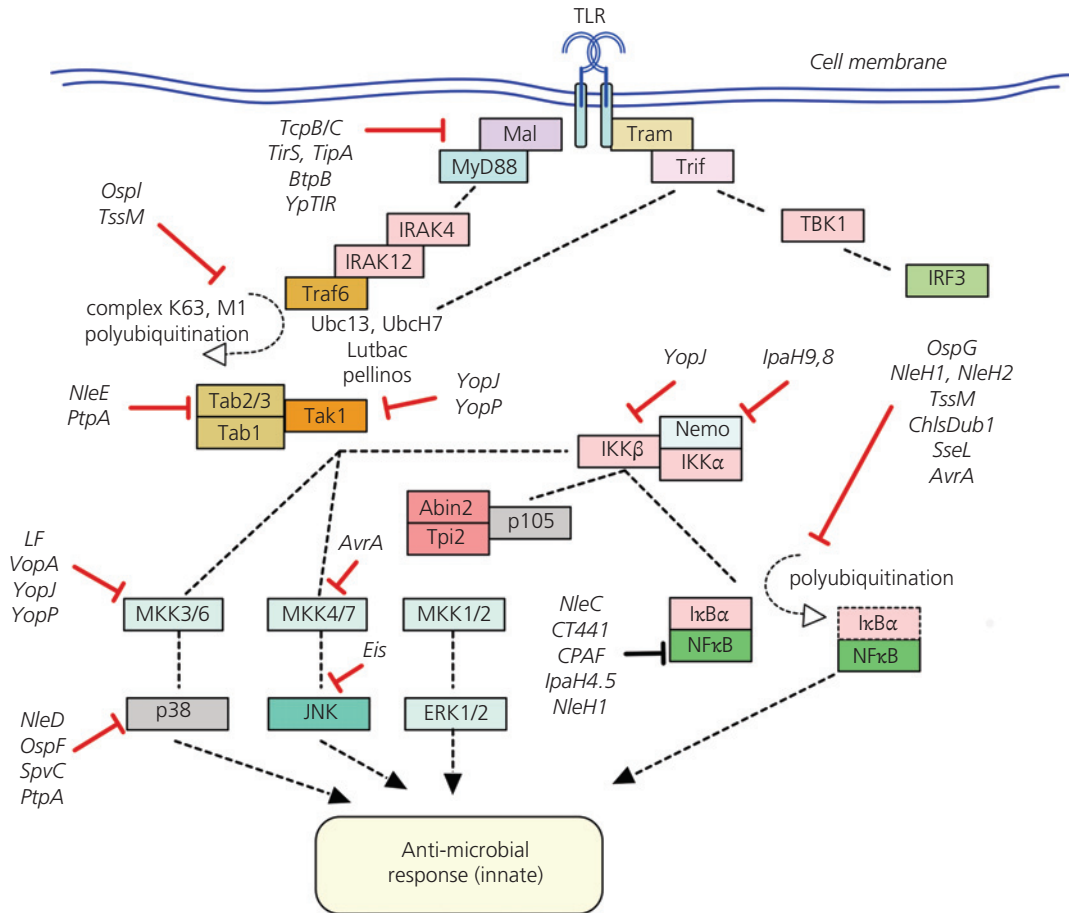 TLR
Cell membrane
TcpB/C
TirS, TipA
BtpB
YpTIR
Mal
MyD88
Tram
Trif
OspI
TssM
IRAK4
IRAK12
Traf6
TBK1
IRF3
complex K63, M1
polyubiquitination
Ubc13, UbcH7
Lutbac
pellinos
NleE
PtpA
Tab2/3
Tab1
Tak1
YopJ
YopP
YopJ
IpaH9,8
OspG
NleH1, NleH2
TssM
ChlsDub1
SseL
AvrA
IKKβ
Nemo
IKKα
Abin2
Tpi2
p105
LF
VopA
YopJ
YopP
AvrA
MKK3/6
MKK4/7
MKK1/2
polyubiquitination
NleC
CT441
CPAF
IpaH4.5
NleH1
IκBα
NFκB
IκBα
NFκB
Eis
NleD
OspF
SpvC
PtpA
p38
JNK
ERK1/2
Anti-microbial
response (innate)